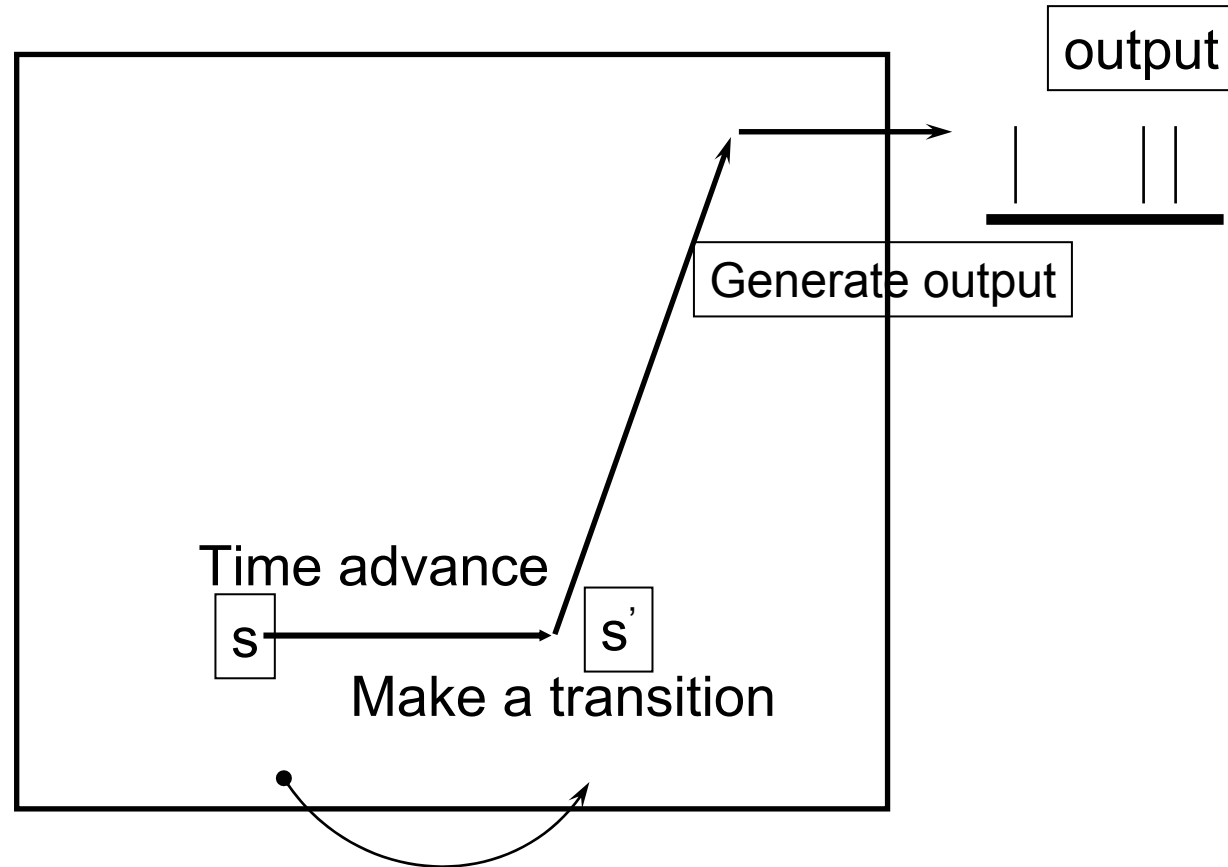 output
Generate output
Time advance
s
s’
Make a transition